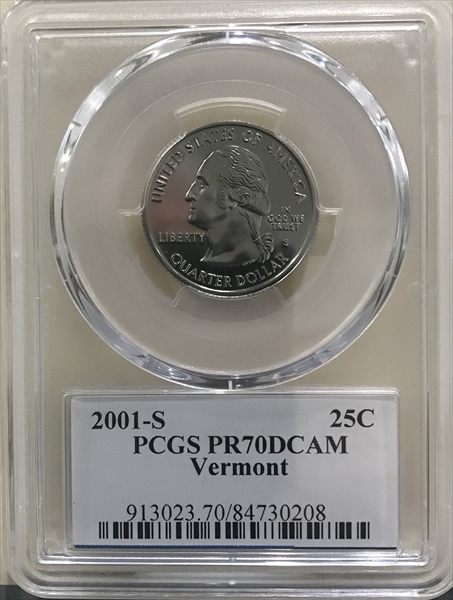 UNITED STATES OF AMERICA
IN
GOD WE
TRUST
LIBERTY
S
QUARTER DOLLAR
2001-S 25C
PCGS PR70DCAM
Vermont
913023.70/84730208